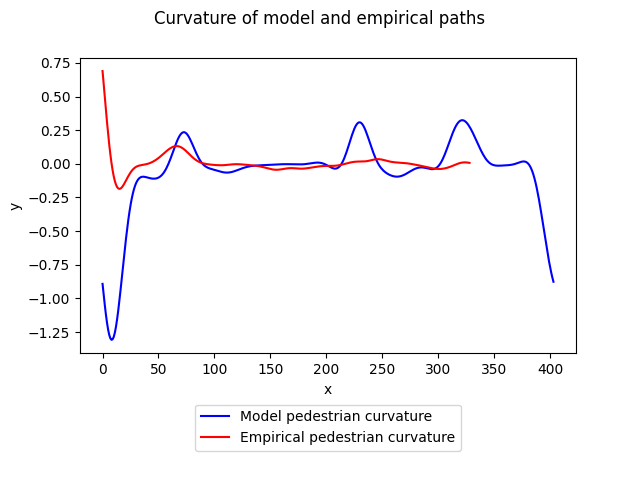 Curvature of model and empirical paths
0.75
0.50
0.25
0.00
−0.25
−0.50
−0.75
−1.00
−1.25
y
0 50 100 150 200 250 300 350 400
x
Model pedestrian curvature
Empirical pedestrian curvature